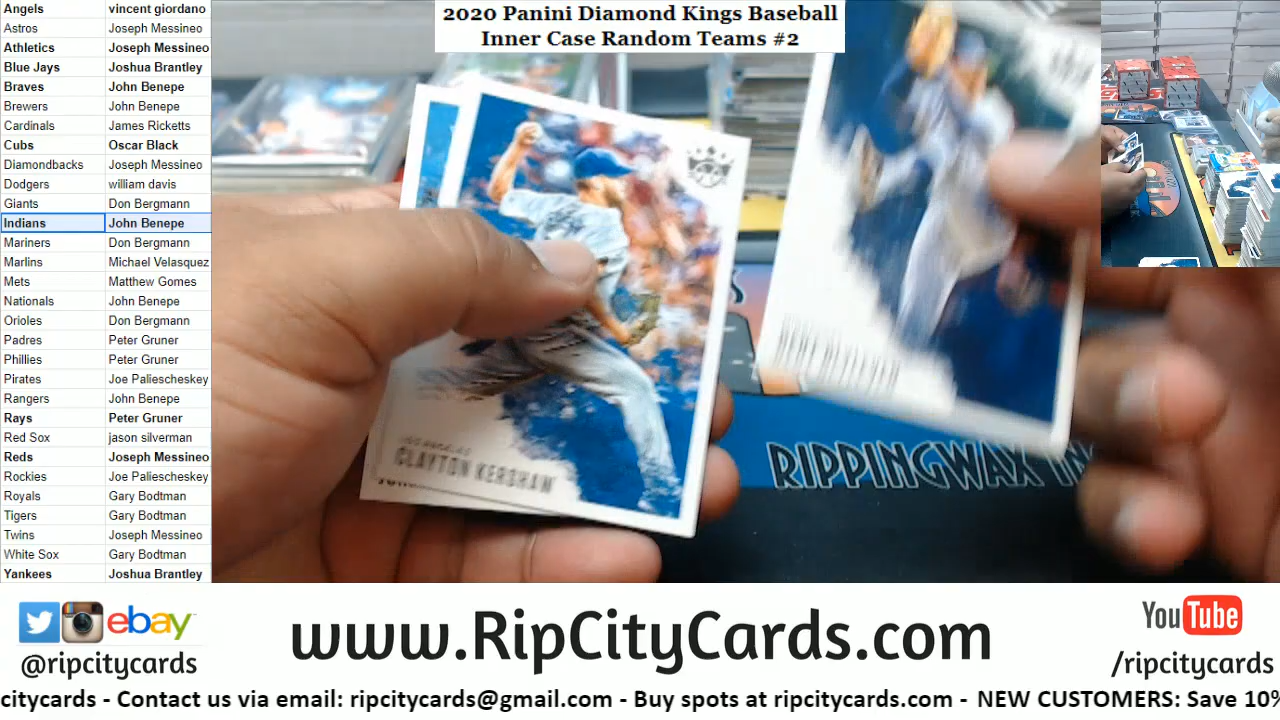 2020 Panini Diamond Kings Baseball
Inner Case Random Teams #2
Angels vincent giordano
Astros Joseph Messineo
Athletics Joseph Messineo
Blue Jays Joshua Brantley
Braves John Benepe
Brewers John Benepe
Cardinals James Ricketts
Cubs Oscar Black
Diamondbacks Joseph Messineo
Dodgers william davis
Giants Don Bergmann
Indians John Benepe
Mariners Don Bergmann
Marlins Michael Velasquez
Mets Matthew Gomes
Nationals John Benepe
Orioles Don Bergmann
Padres Peter Gruner
Phillies Peter Gruner
Pirates Joe Paliescheskey
Rangers John Benepe
Rays Peter Gruner
Red Sox jason silverman
Reds Joseph Messineo
Rockies Joe Paliescheskey
Royals Gary Bodtman
Tigers Gary Bodtman
Twins Joseph Messineo
White Sox Gary Bodtman
Yankees Joshua Brantley
LOS ANGELES
CLAYTON KERSHAW
RIPPINGWAX
ebay
@ripcitycards
www.RipCityCards.com
YouTube
/ripcitycards
citycards - Contact us via email: ripcitycards@gmail.com - Buy spots at ripcitycards.com - NEW CUSTOMERS: Save 10%